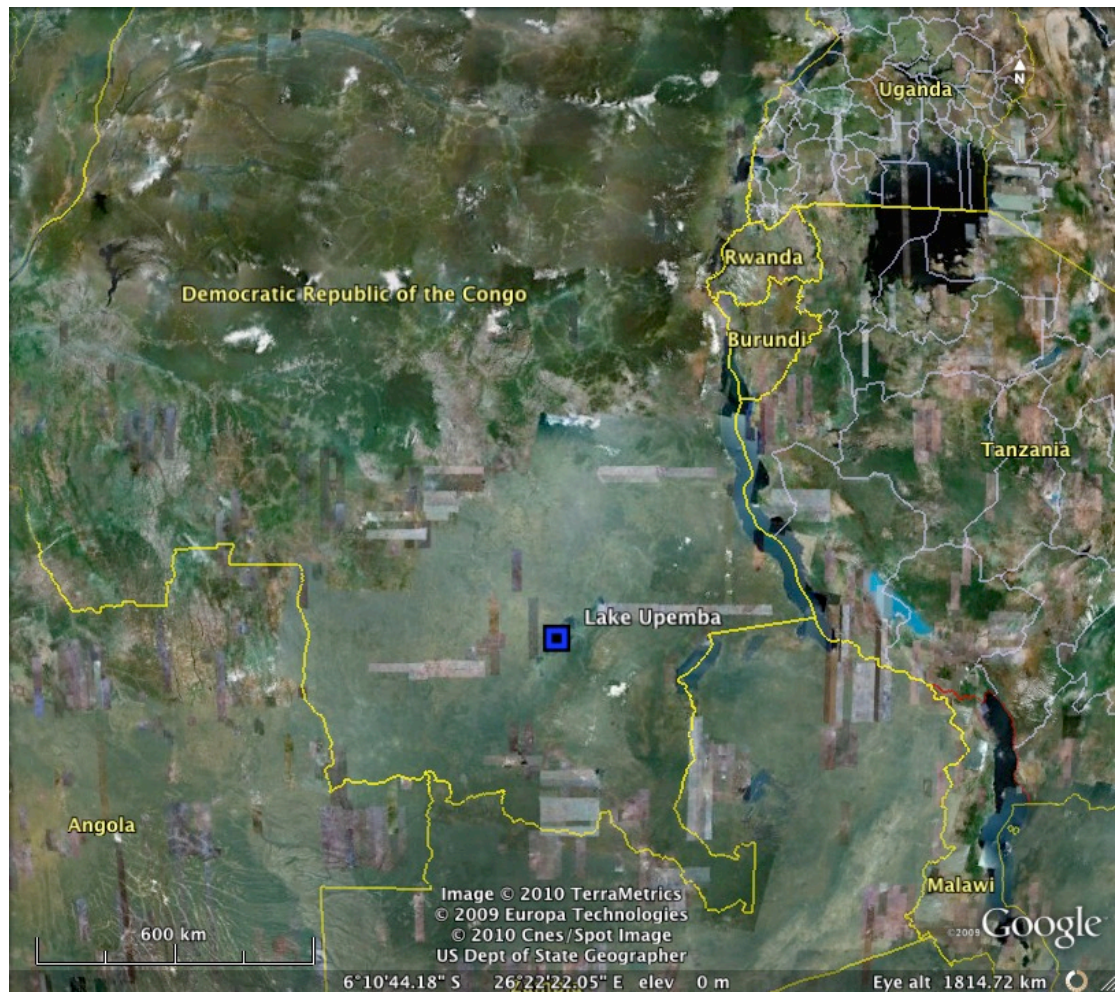 N
Uganda
Rwanda
Democratic Republic of the Congo
Burundi
Tanzania
Lake Upemba
Angola
Malawi
Image © 2010 TerraMetrics
© 2009 Europa Technologies
© 2010 Cnes/Spot Image
US Dept of State Geographer
©2009 Google
600 km
6°10'44.18" S 26°22'22.05" E elev 0 m Eye alt 1814.72 km